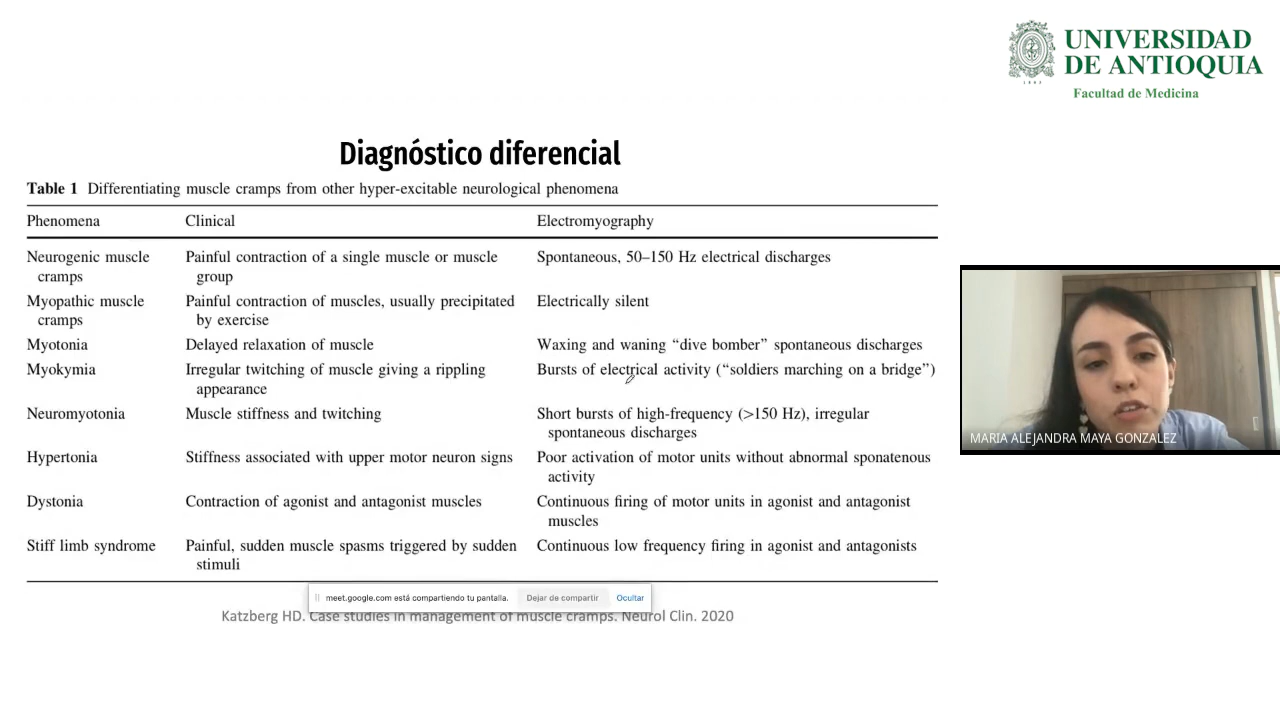 UNIVERSIDAD
DE ANTIOQUIA
1803
Facultad de Medicina
Diagnóstico diferencial
Table 1 Differentiating muscle cramps from other hyper-excitable neurological phenomena
Phenomena Clinical Electromyography
Neurogenic muscle cramps Painful contraction of a single muscle or muscle group Spontaneous, 50–150 Hz electrical discharges
Myopathic muscle cramps Painful contraction of muscles, usually precipitated by exercise Electrically silent
Myotonia Delayed relaxation of muscle Waxing and waning “dive bomber” spontaneous discharges
Myokymia Irregular twitching of muscle giving a rippling appearance Bursts of electrical activity (“soldiers marching on a bridge”)
Neuromyotonia Muscle stiffness and twitching Short bursts of high-frequency (>150 Hz), irregular spontaneous discharges
Hypertonia Stiffness associated with upper motor neuron signs Poor activation of motor units without abnormal sponatenous activity
Dystonia Contraction of agonist and antagonist muscles Continuous firing of motor units in agonist and antagonist muscles
Stiff limb syndrome Painful, sudden muscle spasms triggered by sudden stimuli Continuous low frequency firing in agonist and antagonists
meet.google.com está compartiendo tu pantalla. Dejar de compartir Ocultar
Katzberg HD. Case studies in management of muscle cramps. Neurol Clin. 2020
MARIA ALEJANDRA MAYA GONZALEZ